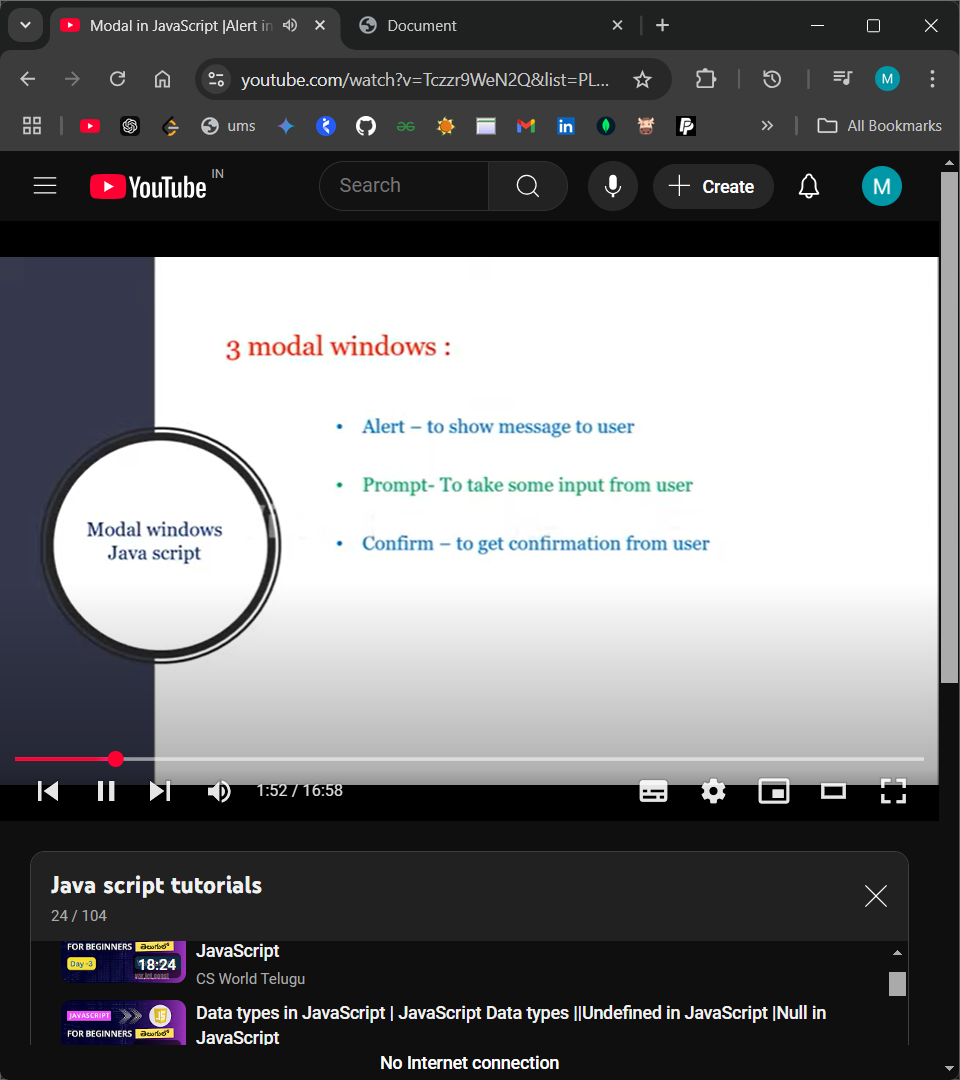 Modal in JavaScript |Alert in
Document
youtube.com/watch?v=Tczzr9WeN2Q&list=PL...
M
ums
All Bookmarks
YouTube IN
Search
Create
M
3 modal windows :
• Alert – to show message to user
• Prompt- To take some input from user
• Confirm – to get confirmation from user
Modal windows
Java script
1:52 / 16:58
Java script tutorials
24 / 104
FOR BEGINNERS తెలుగులో
Day -3
18:24
JavaScript
CS World Telugu
JAVASCRIPT
JS
FOR BEGINNERS తెలుగులో
Data types in JavaScript | JavaScript Data types ||Undefined in JavaScript |Null in
JavaScript
No Internet connection